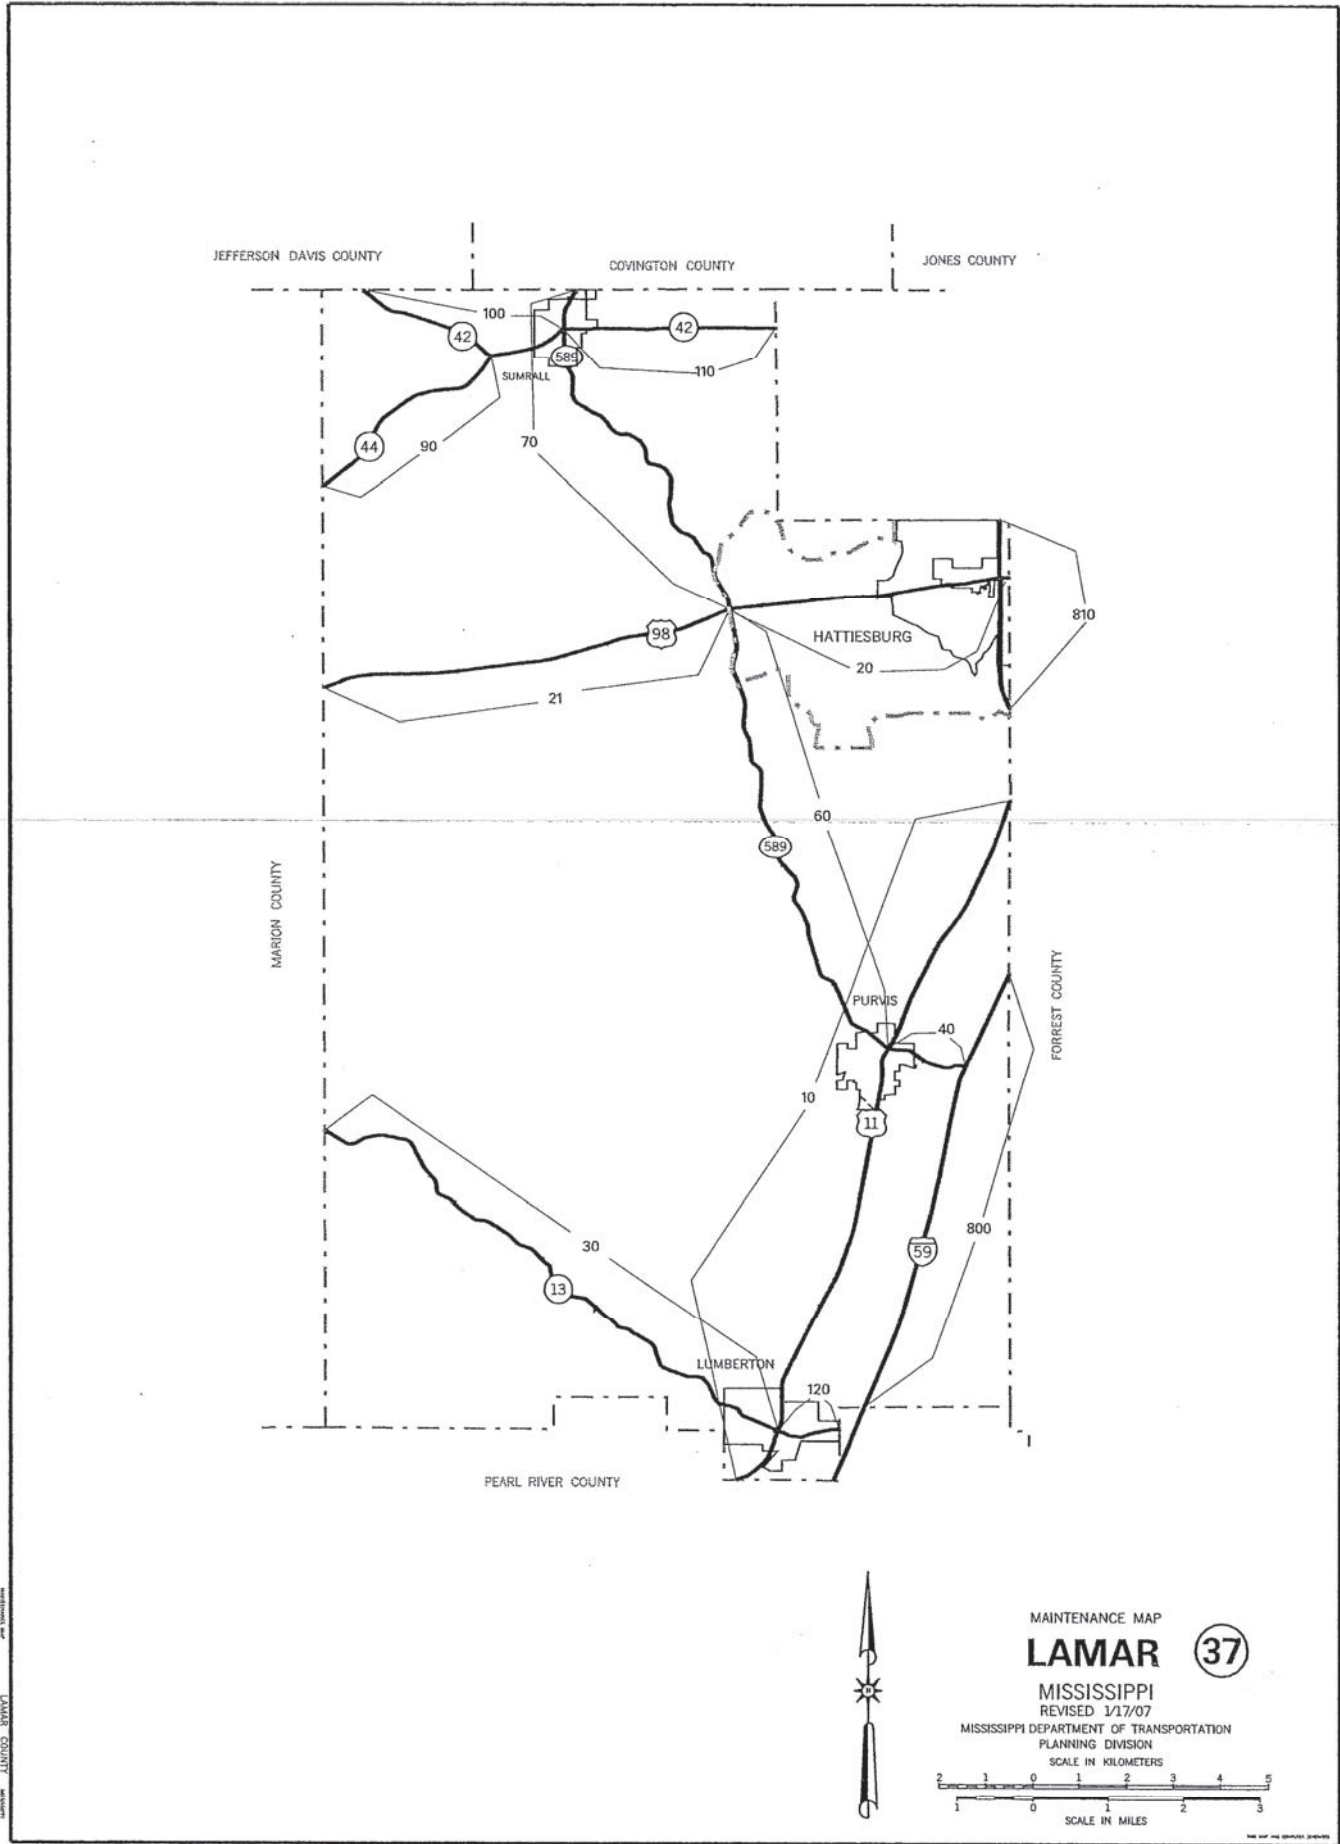 JEFFERSON DAVIS COUNTY
COVINGTON COUNTY
JONES COUNTY
100
42
42
589
SUMRALL
110
44
90
70
810
98
HATTIESBURG
20
21
60
589
MARION COUNTY
FORREST COUNTY
PURVIS
40
10
11
800
30
59
13
LUMBERTON
120
PEARL RIVER COUNTY
N
MAINTENANCE MAP
LAMAR 37
MISSISSIPPI
REVISED 1/17/07
MISSISSIPPI DEPARTMENT OF TRANSPORTATION
PLANNING DIVISION
SCALE IN KILOMETERS
2 1 0 1 2 3 4 5
1 0 1 2 3
SCALE IN MILES
MAINTENANCE MAP
LAMAR COUNTY
MISSISSIPPI